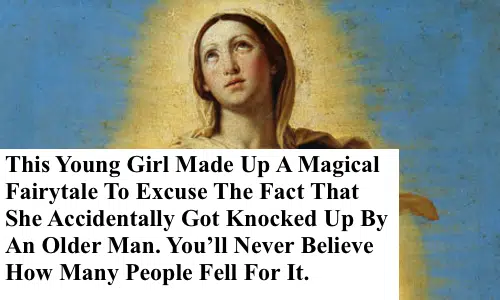 This Young Girl Made Up A Magical
Fairytale To Excuse The Fact That
She Accidentally Got Knocked Up By
An Older Man. You’ll Never Believe
How Many People Fell For It.